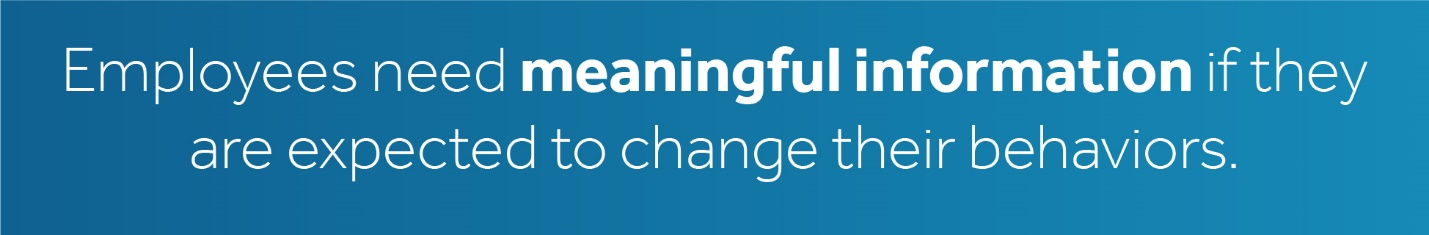 Employees need meaningful information if they
are expected to change their behaviors.